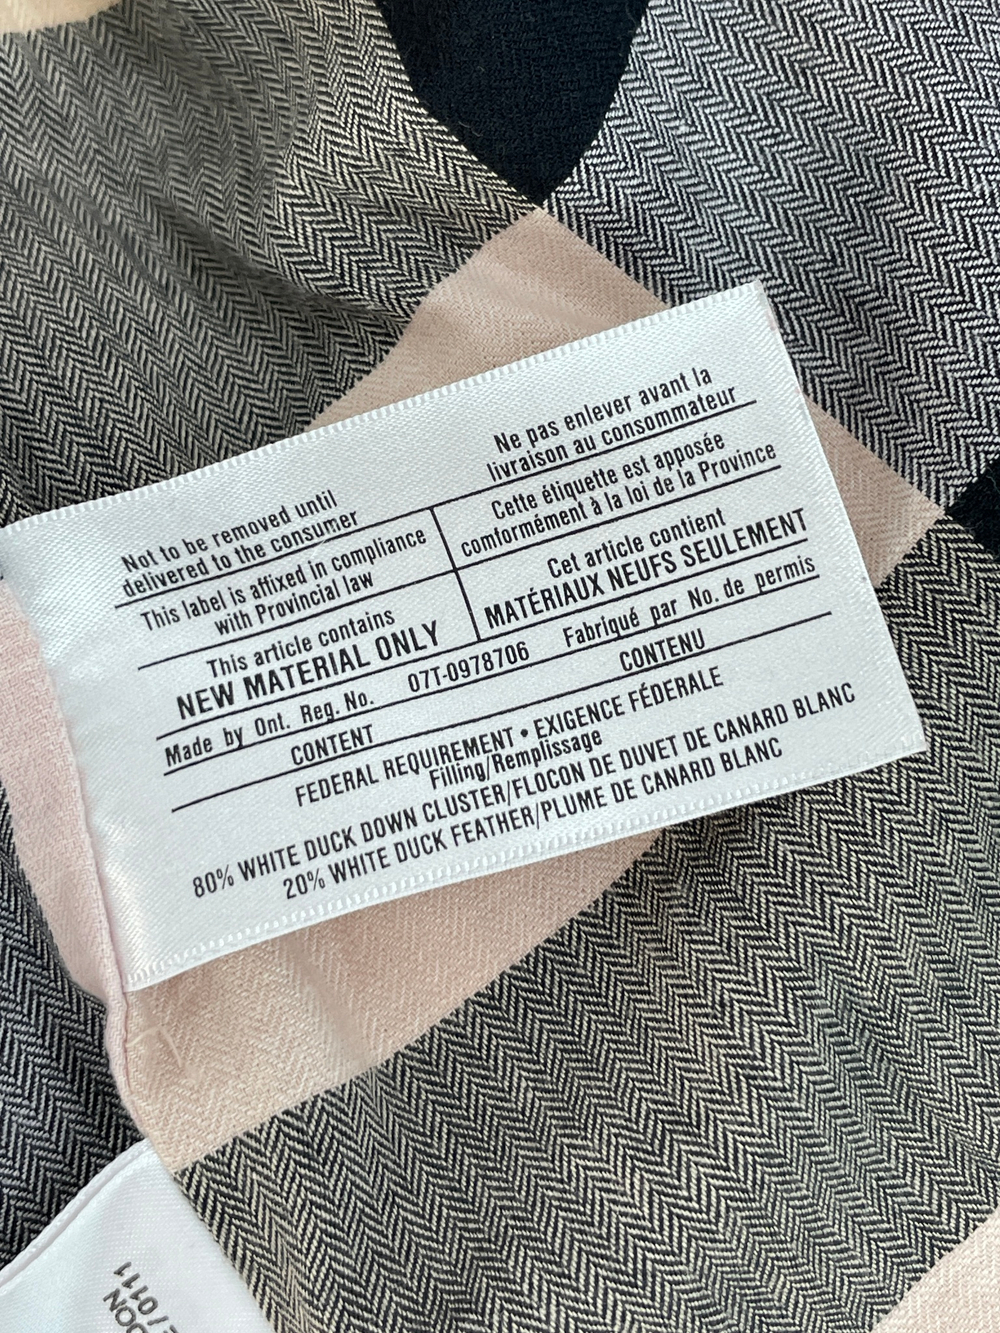 Not to be removed until
delivered to the consumer
Ne pas enlever avant la
livraison au consommateur
This label is affixed in compliance
with Provincial law
Cette étiquette est apposée
conformément à la loi de la Province
This article contains
NEW MATERIAL ONLY
Cet article contient
MATÉRIAUX NEUFS SEULEMENT
Made by Ont. Reg. No. 07T-0978706 Fabriqué par No. de permis
CONTENT CONTENU
FEDERAL REQUIREMENT • EXIGENCE FÉDERALE
Filling/Remplissage
80% WHITE DUCK DOWN CLUSTER/FLOCON DE DUVET DE CANARD BLANC
20% WHITE DUCK FEATHER/PLUME DE CANARD BLANC
/0111